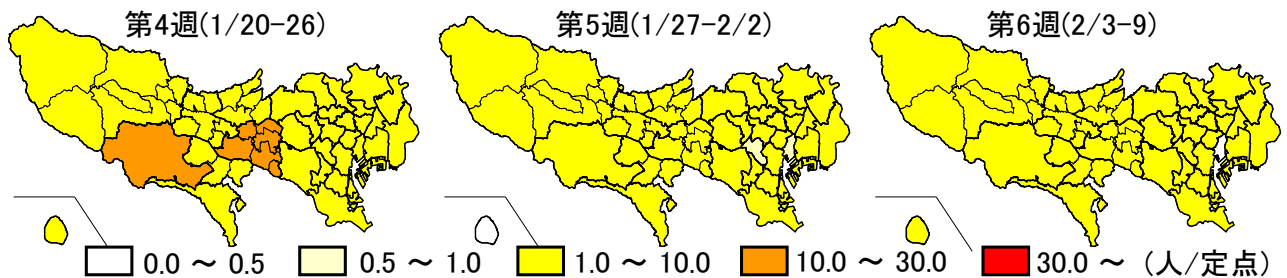 第4週(1/20-26)
第5週(1/27-2/2)
第6週(2/3-9)
0.0 ～ 0.5 0.5 ～ 1.0 1.0 ～ 10.0 10.0 ～ 30.0 30.0 ～ (人/定点)